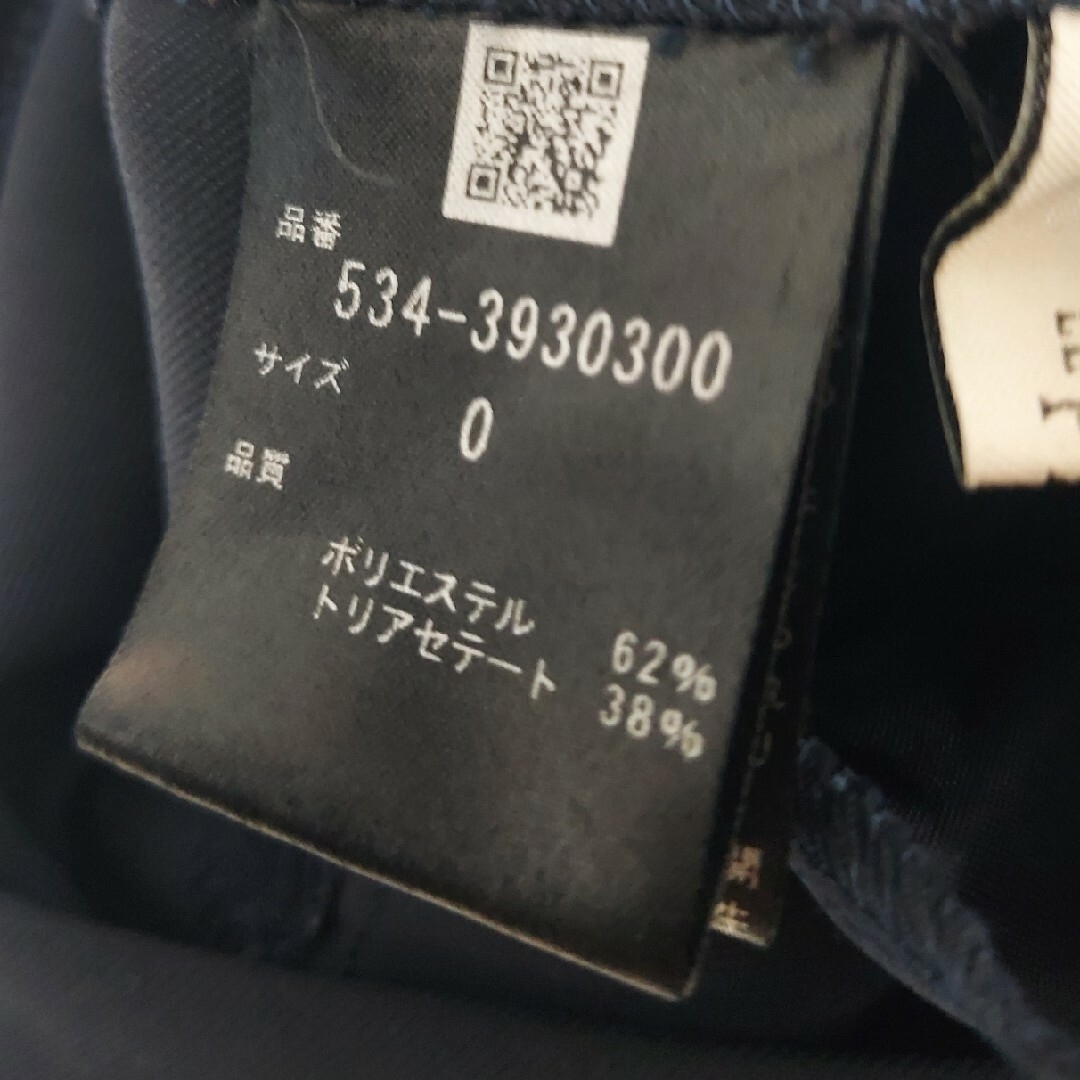 品番
534-3930300
サイズ
0
品質
ポリエステル 62%
トリアセテート 38%